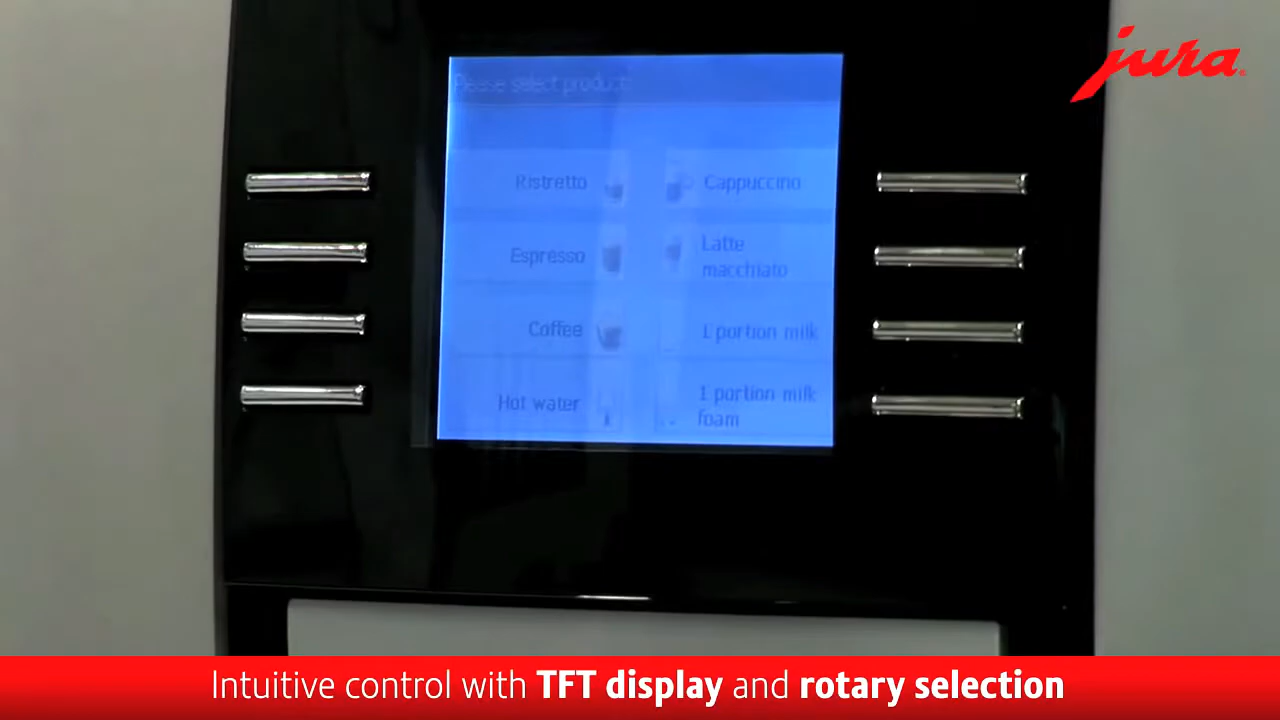 jura
Please select product:
Ristretto
Cappuccino
Espresso
Latte
macchiato
Coffee
1 portion milk
Hot water
1 portion milk
foam
Intuitive control with TFT display and rotary selection